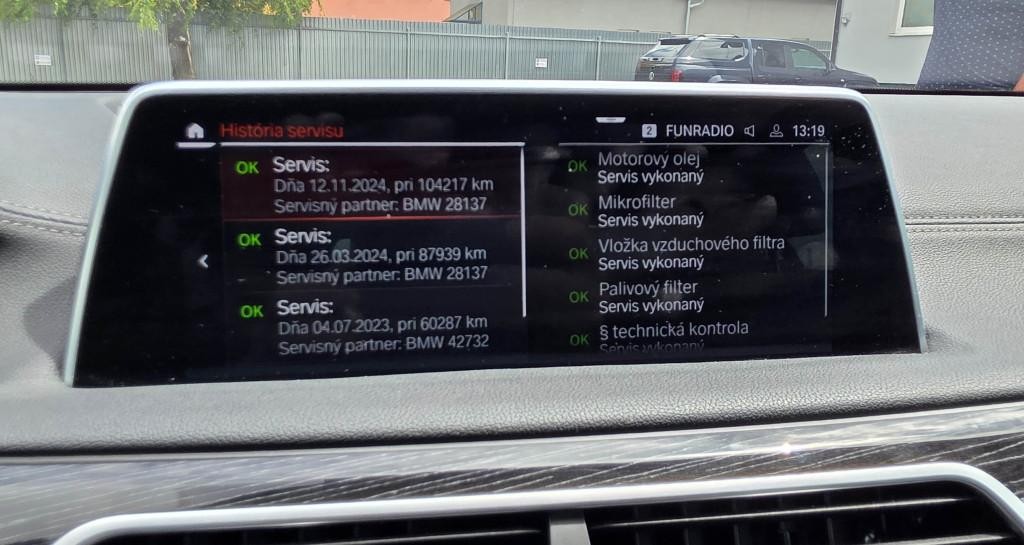 História servisu
2 FUNRADIO 13:19
OK Servis:
Dňa 12.11.2024, pri 104217 km
Servisný partner: BMW 28137
OK Servis:
Dňa 26.03.2024, pri 87939 km
Servisný partner: BMW 28137
OK Servis:
Dňa 04.07.2023, pri 60287 km
Servisný partner: BMW 42732
OK Motorový olej
Servis vykonaný
OK Mikrofilter
Servis vykonaný
OK Vložka vzduchového filtra
Servis vykonaný
OK Palivový filter
Servis vykonaný
OK § technická kontrola
Servis vykonaný